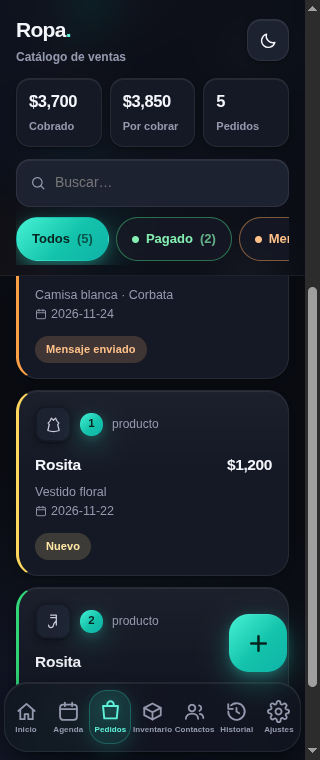 Ropa.
Catálogo de ventas
$3,700
Cobrado
$3,850
Por cobrar
5
Pedidos
Buscar…
Todos (5)
Pagado (2)
Men
Camisa blanca · Corbata
2026-11-24
Mensaje enviado
1 producto
Rosita $1,200
Vestido floral
2026-11-22
Nuevo
2 producto
Rosita
+
Inicio
Agenda
Pedidos
Inventario
Contactos
Historial
Ajustes